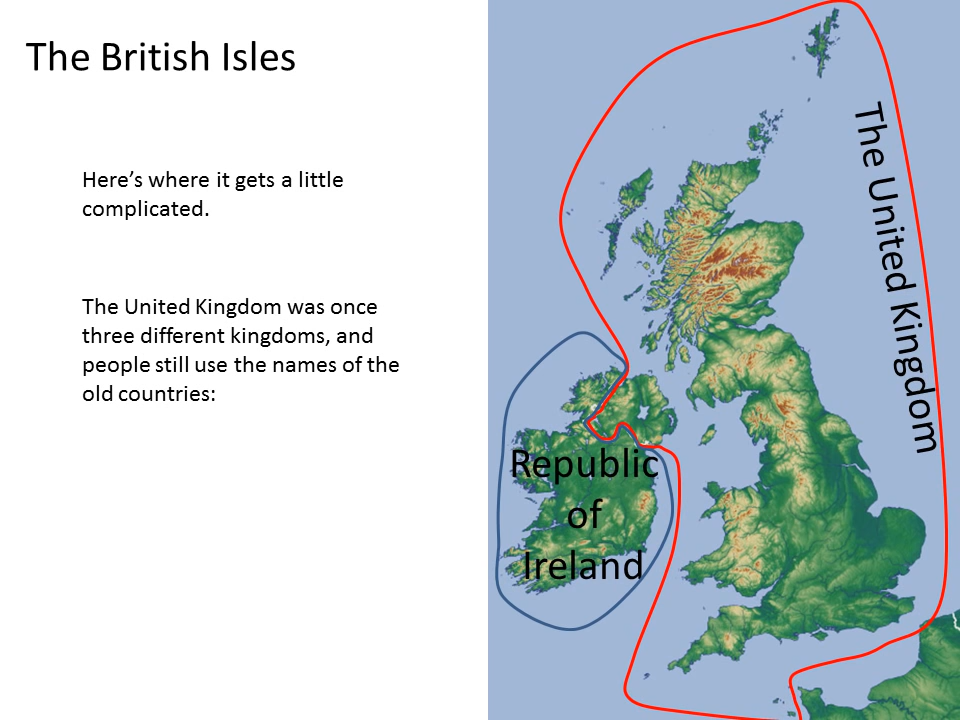 The British Isles
Here’s where it gets a little
complicated.
The United Kingdom was once
three different kingdoms, and
people still use the names of the
old countries:
The United Kingdom
Republic
of
Ireland